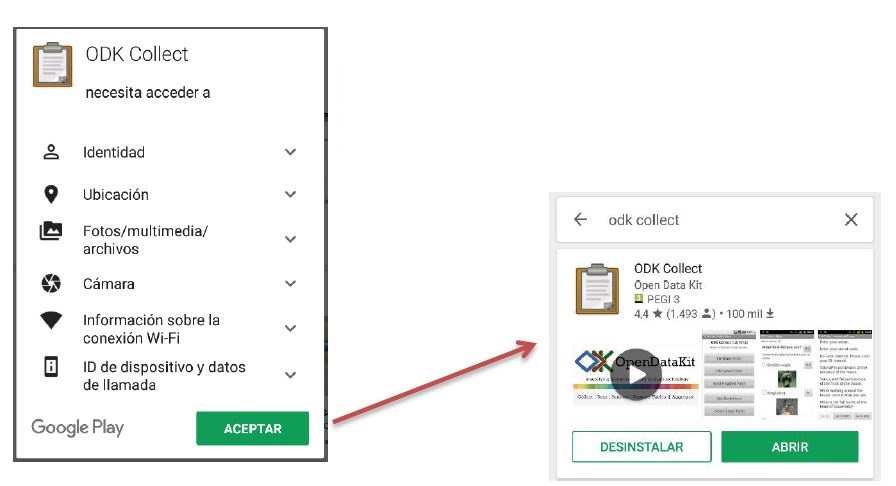 ODK Collect
necesita acceder a
Identidad
Ubicación
Fotos/multimedia/
archivos
Cámara
Información sobre la
conexión Wi-Fi
ID de dispositivo y datos
de llamada
Google Play
ACEPTAR
odk collect
ODK Collect
Open Data Kit
PEGI 3
4,4 ★ (1.493) • 100 mil
OpenDataKit
DESINSTALAR
ABRIR